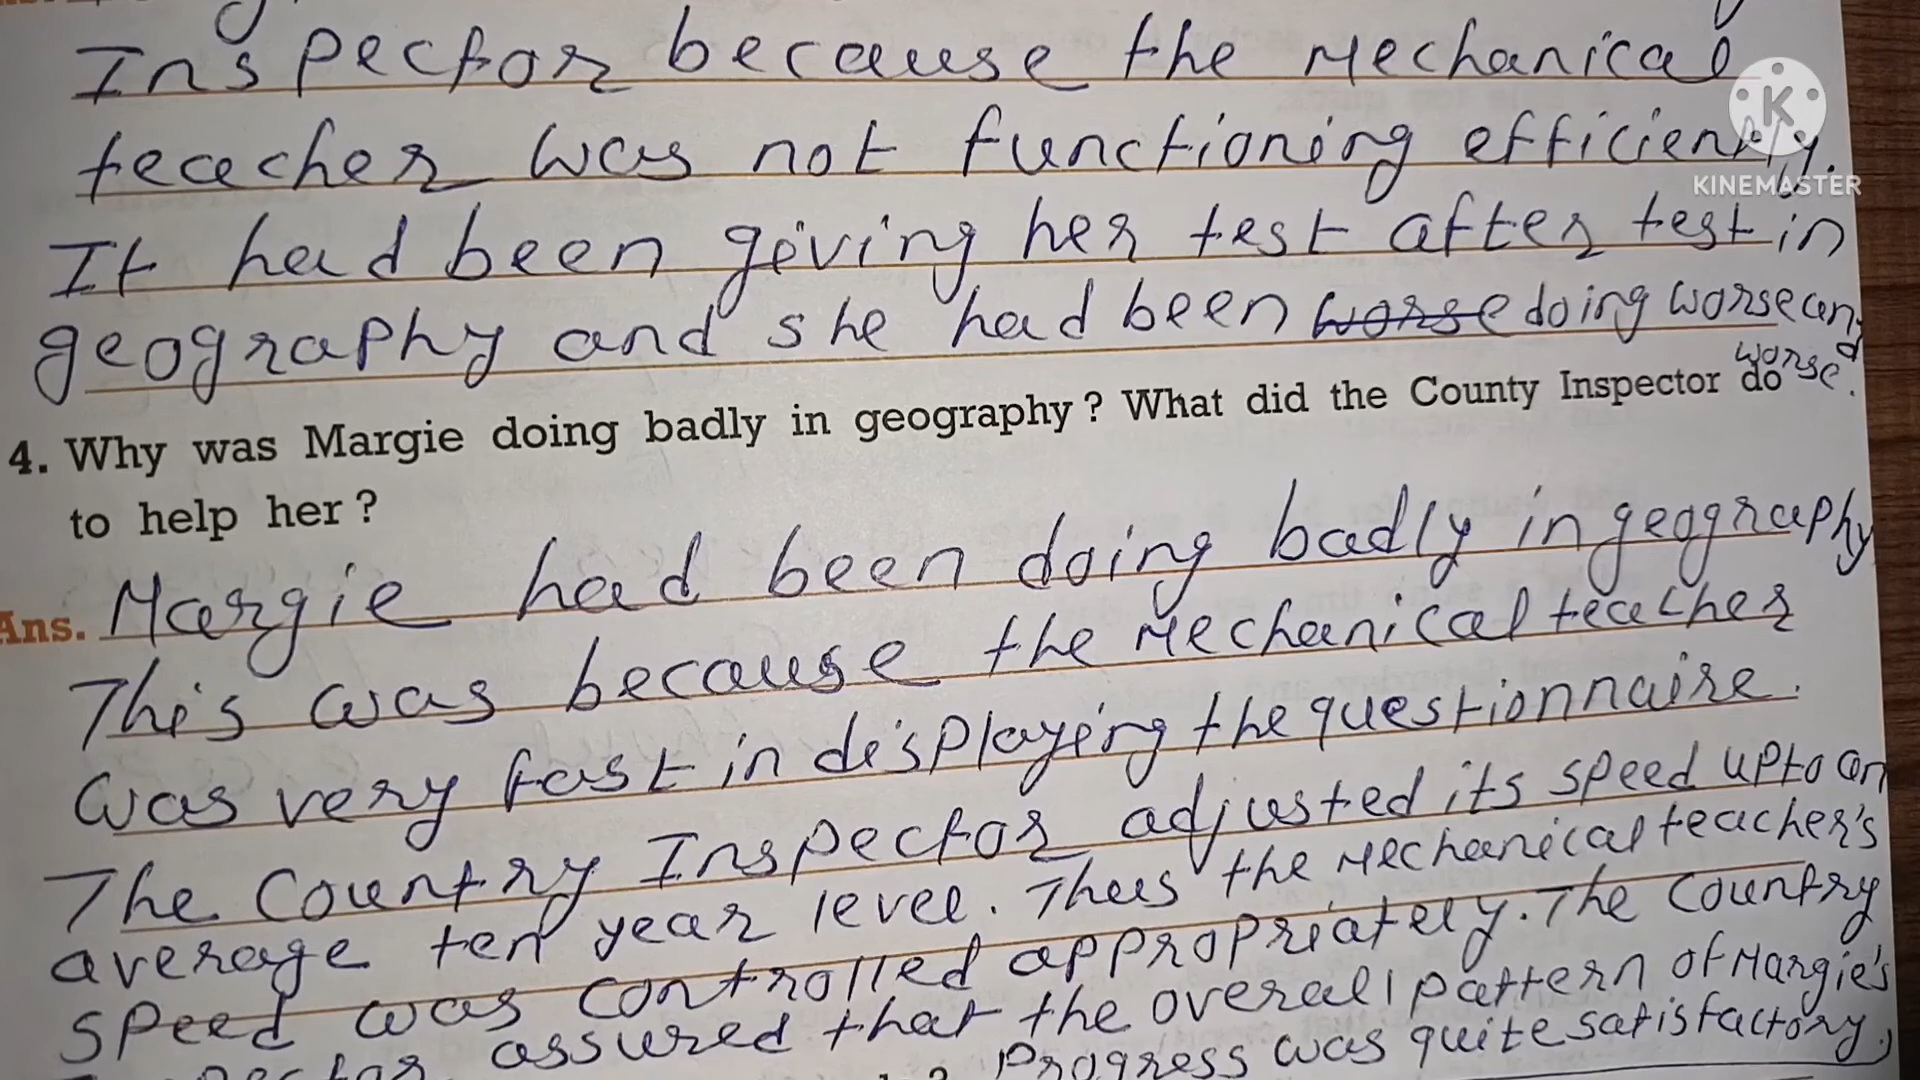 Inspector because the Mechanical
teacher was not functioning efficiently.
It had been giving her test after test in
geography and she had been worse doing worse and
worse.
4. Why was Margie doing badly in geography? What did the County Inspector do
to help her?
Ans. Margie had been doing badly in geography
This was because the Mechanical teacher
was very fast in displaying the questionnaire.
The Country Inspector adjusted its speed upto an
average ten year level. Thus the Mechanical teacher's
speed was controlled appropriately. The Country
Inspector assured that the overall pattern of Margie's
progress was quite satisfactory.
K
KINEMASTER